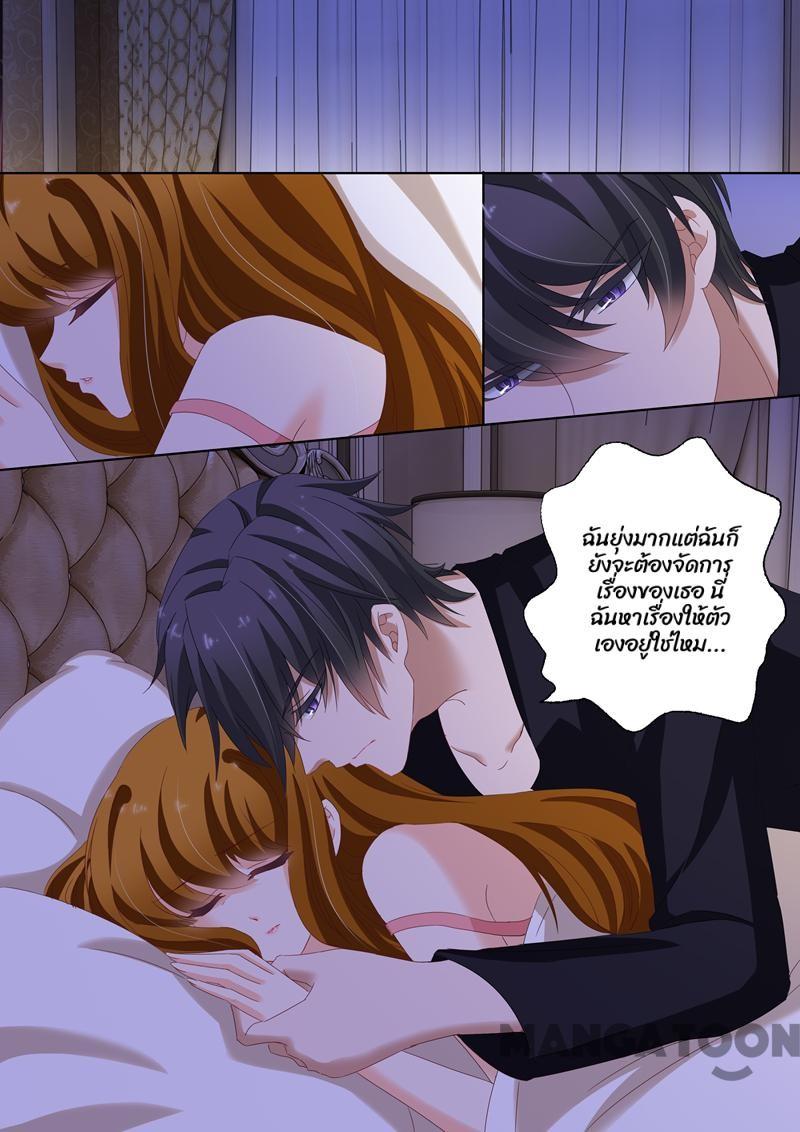 ฉันยุ่งมากแต่ฉันก็
ยังจะต้องจัดการ
เรื่องของเธอ นี่
ฉันหาเรื่องให้ตัว
เองอยู่ใช่ไหม...
MANGATOON